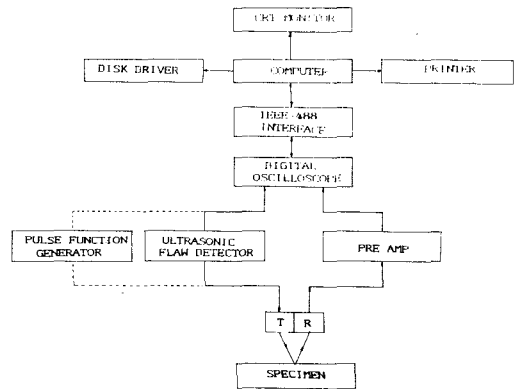 CRT MONITOR
DISK DRIVER
COMPUTER
PRINTER
IEEE-488
INTERFACE
DIGITAL
OSCILLOSCOPE
PULSE FUNCTION
GENERATOR
ULTRASONIC
FLAW DETECTOR
PRE AMP
T R
SPECIMEN